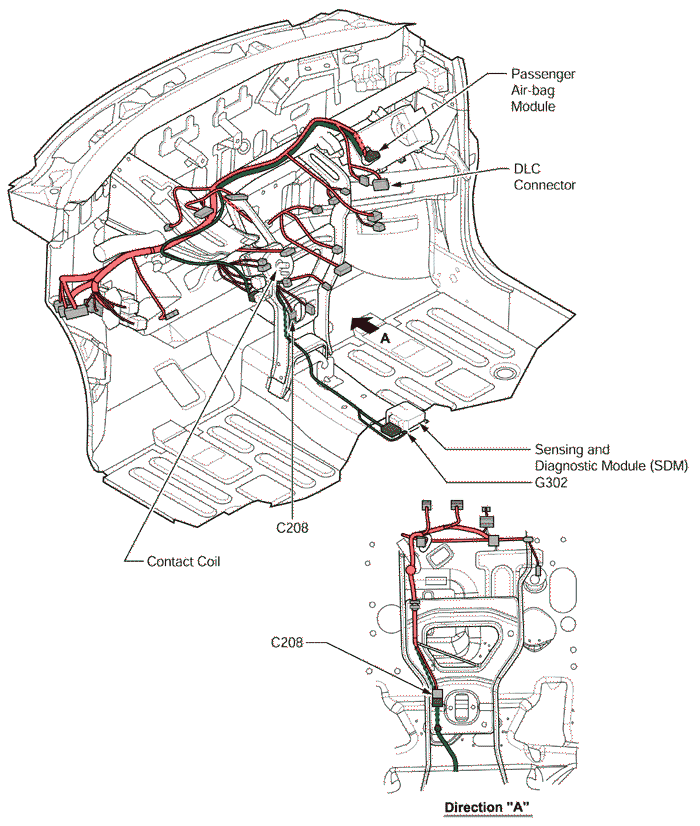 Passenger
Air-bag
Module
DLC
Connector
A
Sensing and
Diagnostic Module (SDM)
G302
C208
Contact Coil
C208
Direction "A"